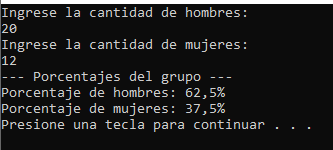 Ingrese la cantidad de hombres:
20
Ingrese la cantidad de mujeres:
12
--- Porcentajes del grupo ---
Porcentaje de hombres: 62,5%
Porcentaje de mujeres: 37,5%
Presione una tecla para continuar . . .